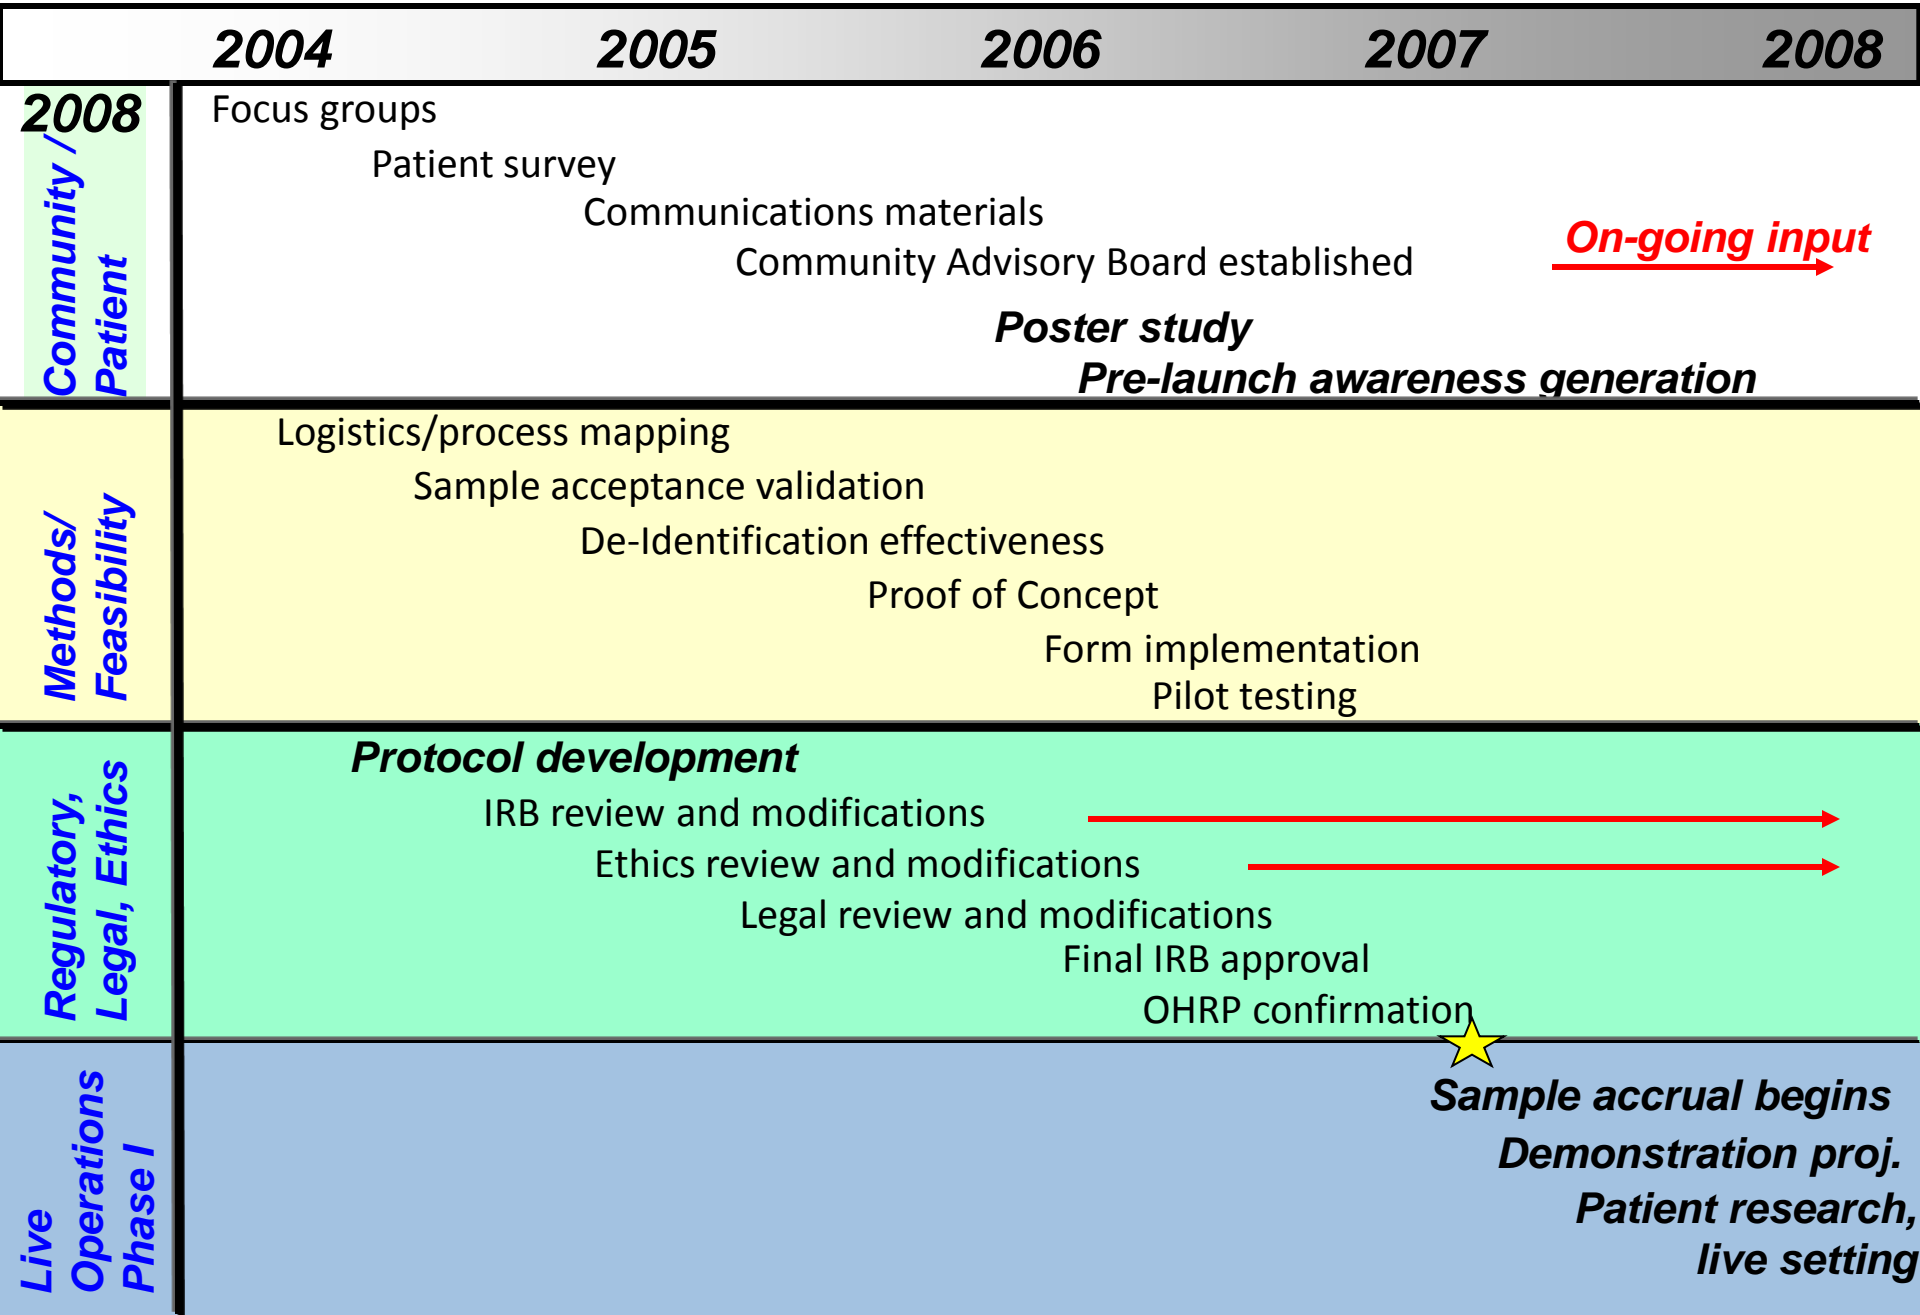 2004 2005 2006 2007 2008
2008
Community /
Patient
Focus groups
Patient survey
Communications materials
Community Advisory Board established
On-going input
Poster study
Pre-launch awareness generation
Methods/
Feasibility
Logistics/process mapping
Sample acceptance validation
De-Identification effectiveness
Proof of Concept
Form implementation
Pilot testing
Regulatory,
Legal, Ethics
Protocol development
IRB review and modifications
Ethics review and modifications
Legal review and modifications
Final IRB approval
OHRP confirmation
Live
Operations
Phase I
Sample accrual begins
Demonstration proj.
Patient research,
live setting